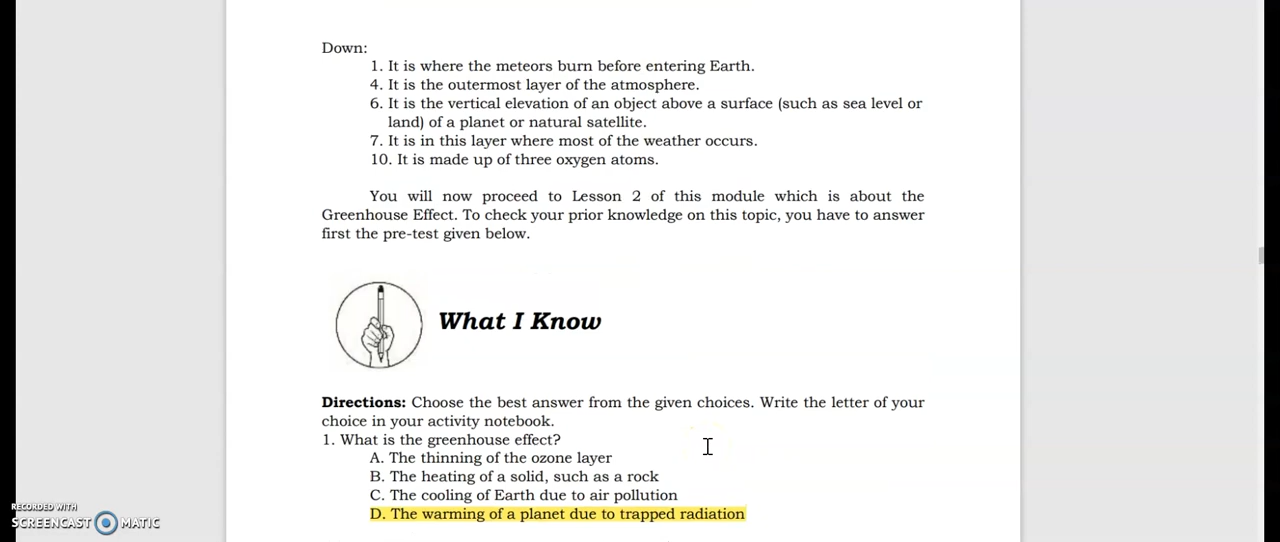 Down:
1. It is where the meteors burn before entering Earth.
4. It is the outermost layer of the atmosphere.
6. It is the vertical elevation of an object above a surface (such as sea level or
land) of a planet or natural satellite.
7. It is in this layer where most of the weather occurs.
10. It is made up of three oxygen atoms.
You will now proceed to Lesson 2 of this module which is about the
Greenhouse Effect. To check your prior knowledge on this topic, you have to answer
first the pre-test given below.
What I Know
Directions: Choose the best answer from the given choices. Write the letter of your
choice in your activity notebook.
1. What is the greenhouse effect?
A. The thinning of the ozone layer
B. The heating of a solid, such as a rock
C. The cooling of Earth due to air pollution
D. The warming of a planet due to trapped radiation
RECORDED WITH
SCREENCAST MATIC